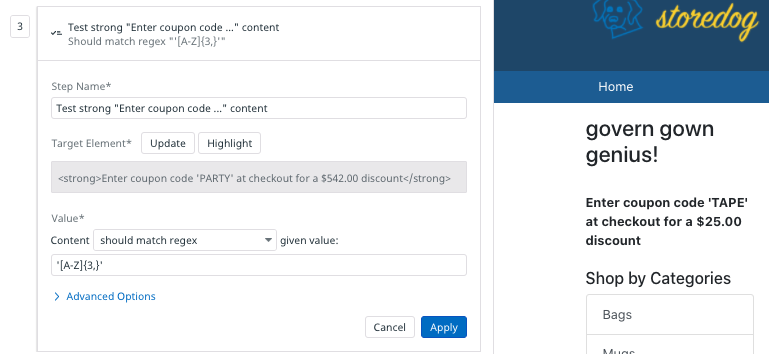 3
Test strong "Enter coupon code ..." content
Should match regex "'[A-Z]{3,}'"
Step Name*
Test strong "Enter coupon code ..." content
Target Element*
Update
Highlight
<strong>Enter coupon code 'PARTY' at checkout for a $542.00 discount</strong>
Value*
Content
should match regex
given value:
'[A-Z]{3,}'
Advanced Options
Cancel
Apply
storedog
Home
govern gown
genius!
Enter coupon code 'TAPE'
at checkout for a $25.00
discount
Shop by Categories
Bags
Mugs